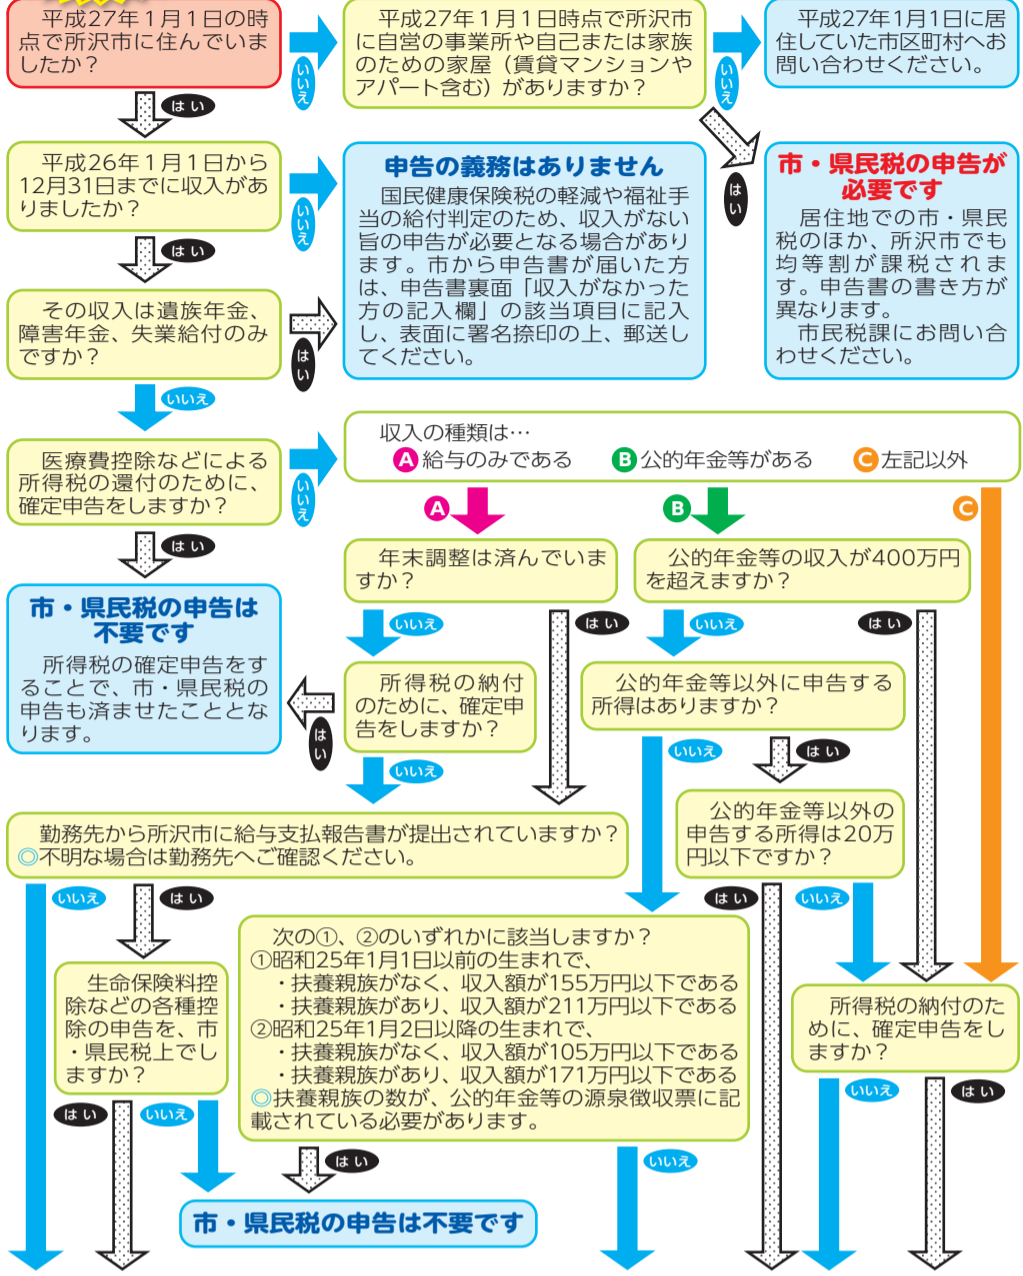 平成27年1月1日の時
点で所沢市に住んでいま
したか？
いいえ
平成27年1月1日時点で所沢市
に自営の事業所や自己または家族
のための家屋（賃貸マンションや
アパート含む）がありますか？
いいえ
平成27年1月1日に居
住していた市区町村へお
問い合わせください。
はい
はい
平成26年1月1日から
12月31日までに収入があ
りましたか？
いいえ
申告の義務はありません
国民健康保険税の軽減や福祉手
当の給付判定のため、収入がない
旨の申告が必要となる場合があり
ます。市から申告書が届いた方
は、申告書裏面「収入がなかった
方の記入欄」の該当項目に記入
し、表面に署名捺印の上、郵送し
てください。
市・県民税の申告が
必要です
居住地での市・県民
税のほか、所沢市でも
均等割が課税されま
す。申告書の書き方が
異なります。
市民税課にお問い合
わせください。
はい
その収入は遺族年金、
障害年金、失業給付のみ
ですか？
はい
いいえ
医療費控除などによる
所得税の還付のために、
確定申告をしますか？
いいえ
収入の種類は…
A 給与のみである B 公的年金等がある C 左記以外
A B C
はい
年末調整は済んでいま
すか？
公的年金等の収入が400万円
を超えますか？
市・県民税の申告は
不要です
所得税の確定申告をす
ることで、市・県民税の
申告も済ませたこととな
ります。
いいえ
はい
いいえ
はい
所得税の納付
のために、確定申
告をしますか？
はい
公的年金等以外に申告する
所得はありますか？
いいえ
いいえ
はい
勤務先から所沢市に給与支払報告書が提出されていますか？
◎不明な場合は勤務先へご確認ください。
公的年金等以外の
申告する所得は20万
円以下ですか？
いいえ
はい
はい
いいえ
生命保険料控
除などの各種控
除の申告を、市
・県民税上でし
ますか？
次の①、②のいずれかに該当しますか？
①昭和25年1月1日以前の生まれで、
・扶養親族がなく、収入額が155万円以下である
・扶養親族があり、収入額が211万円以下である
②昭和25年1月2日以降の生まれで、
・扶養親族がなく、収入額が105万円以下である
・扶養親族があり、収入額が171万円以下である
◎扶養親族の数が、公的年金等の源泉徴収票に記
載されている必要があります。
所得税の納付のた
めに、確定申告をし
ますか？
はい
いいえ
いいえ
はい
はい
いいえ
市・県民税の申告は不要です